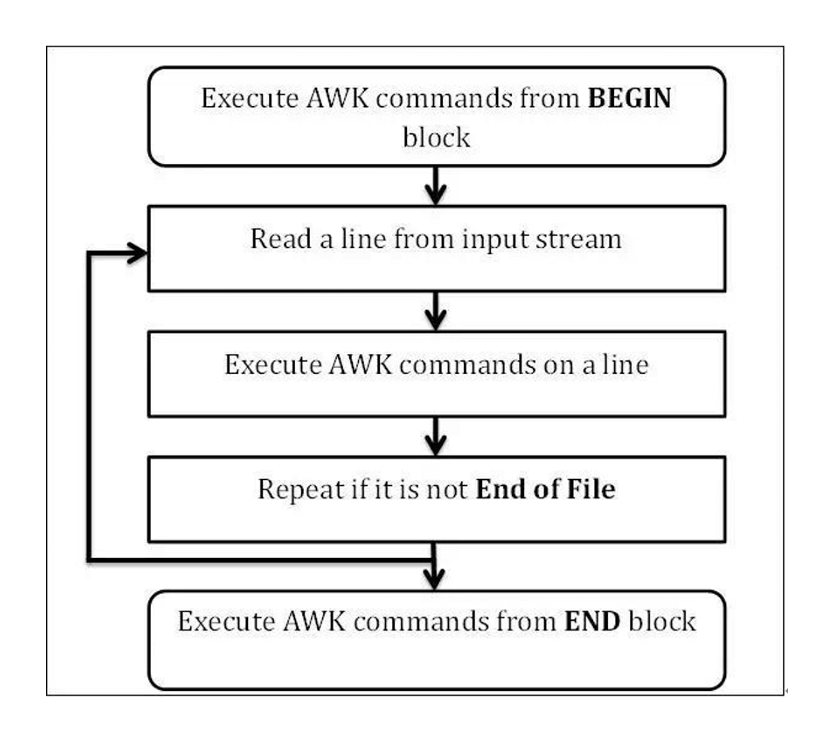 Execute AWK commands from BEGIN
block
Read a line from input stream
Execute AWK commands on a line
Repeat if it is not End of File
Execute AWK commands from END block